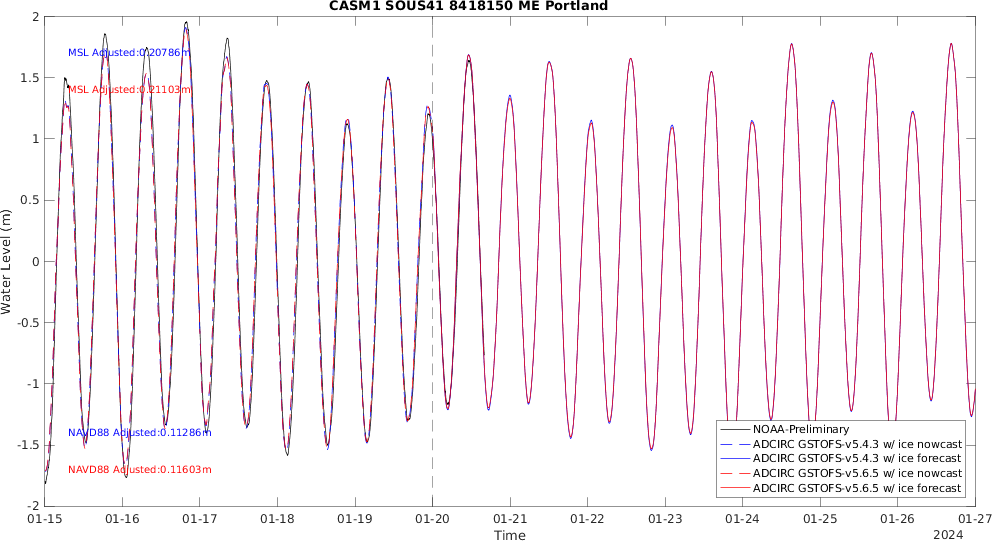 CASM1 SOUS41 8418150 ME Portland
2
1.5
1
0.5
0
-0.5
-1
-1.5
-2
Water Level (m)
MSL Adjusted:0.20786m
MSL Adjusted:0.21103m
NAVD88 Adjusted:0.11286m
NAVD88 Adjusted:0.11603m
NOAA-Preliminary
ADCIRC GSTOFS-v5.4.3 w/ ice nowcast
ADCIRC GSTOFS-v5.4.3 w/ ice forecast
ADCIRC GSTOFS-v5.6.5 w/ ice nowcast
ADCIRC GSTOFS-v5.6.5 w/ ice forecast
01-15 01-16 01-17 01-18 01-19 01-20 01-21 01-22 01-23 01-24 01-25 01-26 01-27
Time
2024